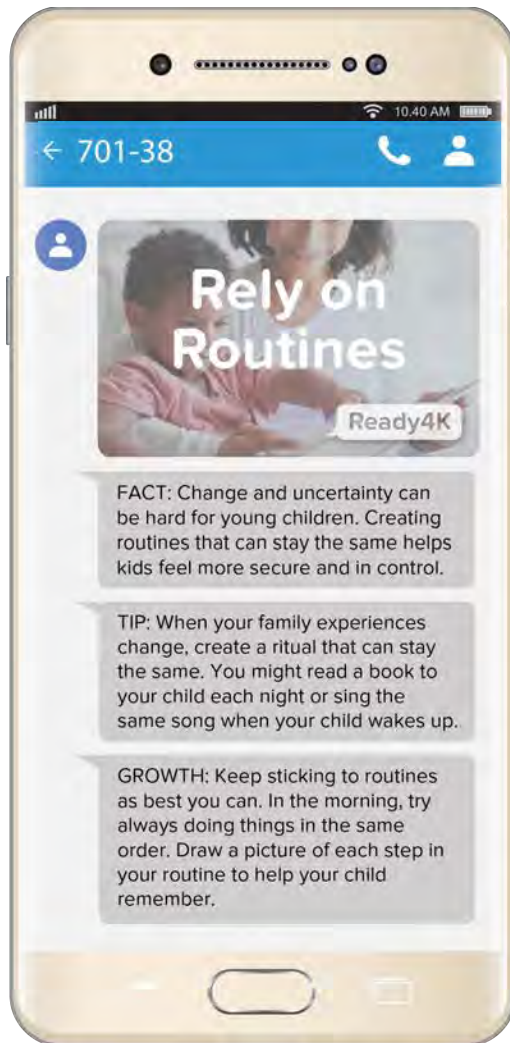 10.40 AM
701-38
Rely on
Routines
Ready4K
FACT: Change and uncertainty can
be hard for young children. Creating
routines that can stay the same helps
kids feel more secure and in control.
TIP: When your family experiences
change, create a ritual that can stay
the same. You might read a book to
your child each night or sing the
same song when your child wakes up.
GROWTH: Keep sticking to routines
as best you can. In the morning, try
always doing things in the same
order. Draw a picture of each step in
your routine to help your child
remember.